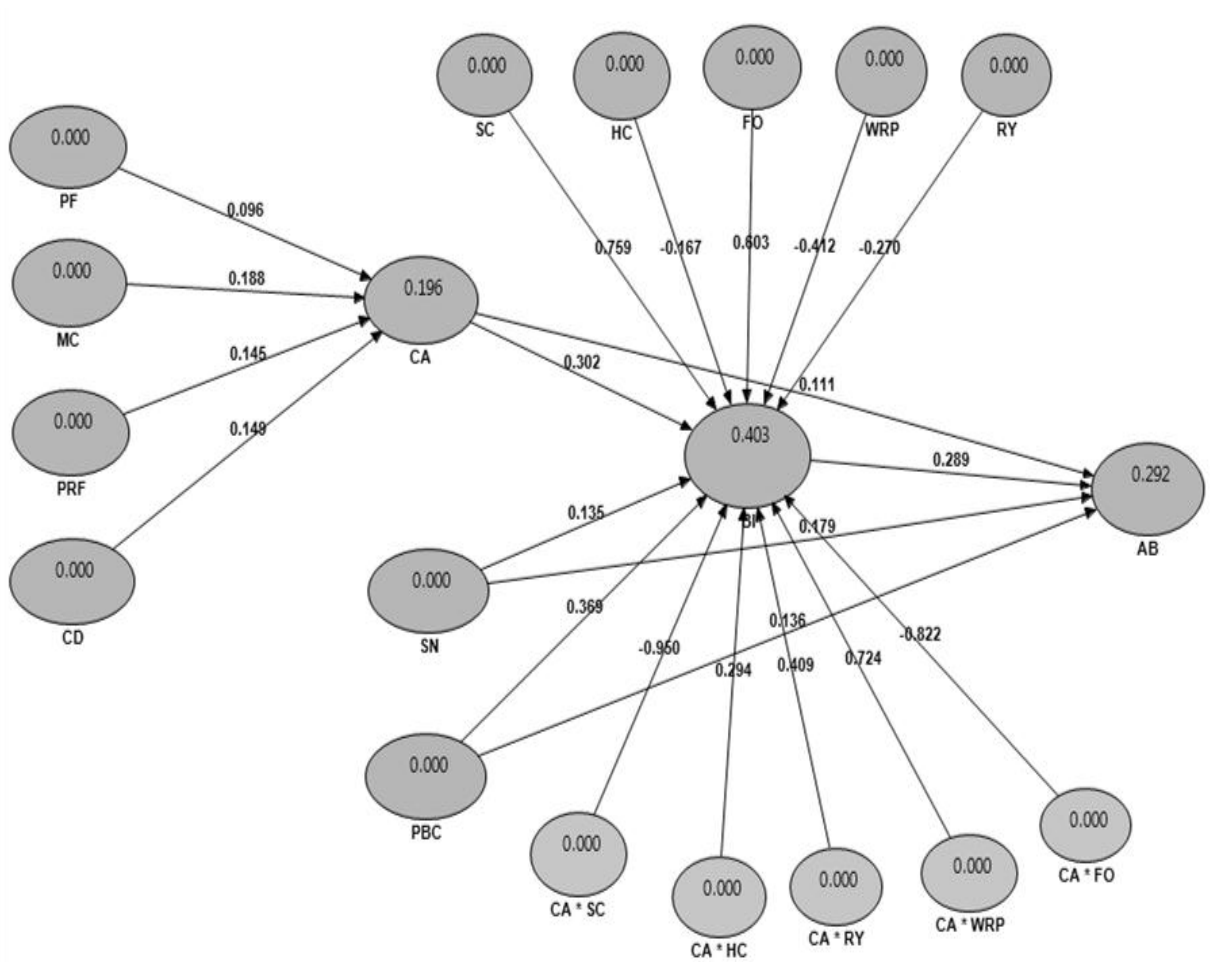 0.000
SC
0.000
HC
0.000
FO
0.000
WRP
0.000
RY
0.000
PF
0.000
MC
0.000
PRF
0.000
CD
0.096
0.188
0.145
0.149
0.196
CA
0.759
-0.167
0.603
-0.412
-0.270
0.302
0.111
0.403
BI
0.289
0.292
AB
0.135
0.179
0.000
SN
0.369
0.136
-0.950
0.294
0.409
0.724
-0.822
0.000
PBC
0.000
CA * SC
0.000
CA * HC
0.000
CA * RY
0.000
CA * WRP
0.000
CA * FO